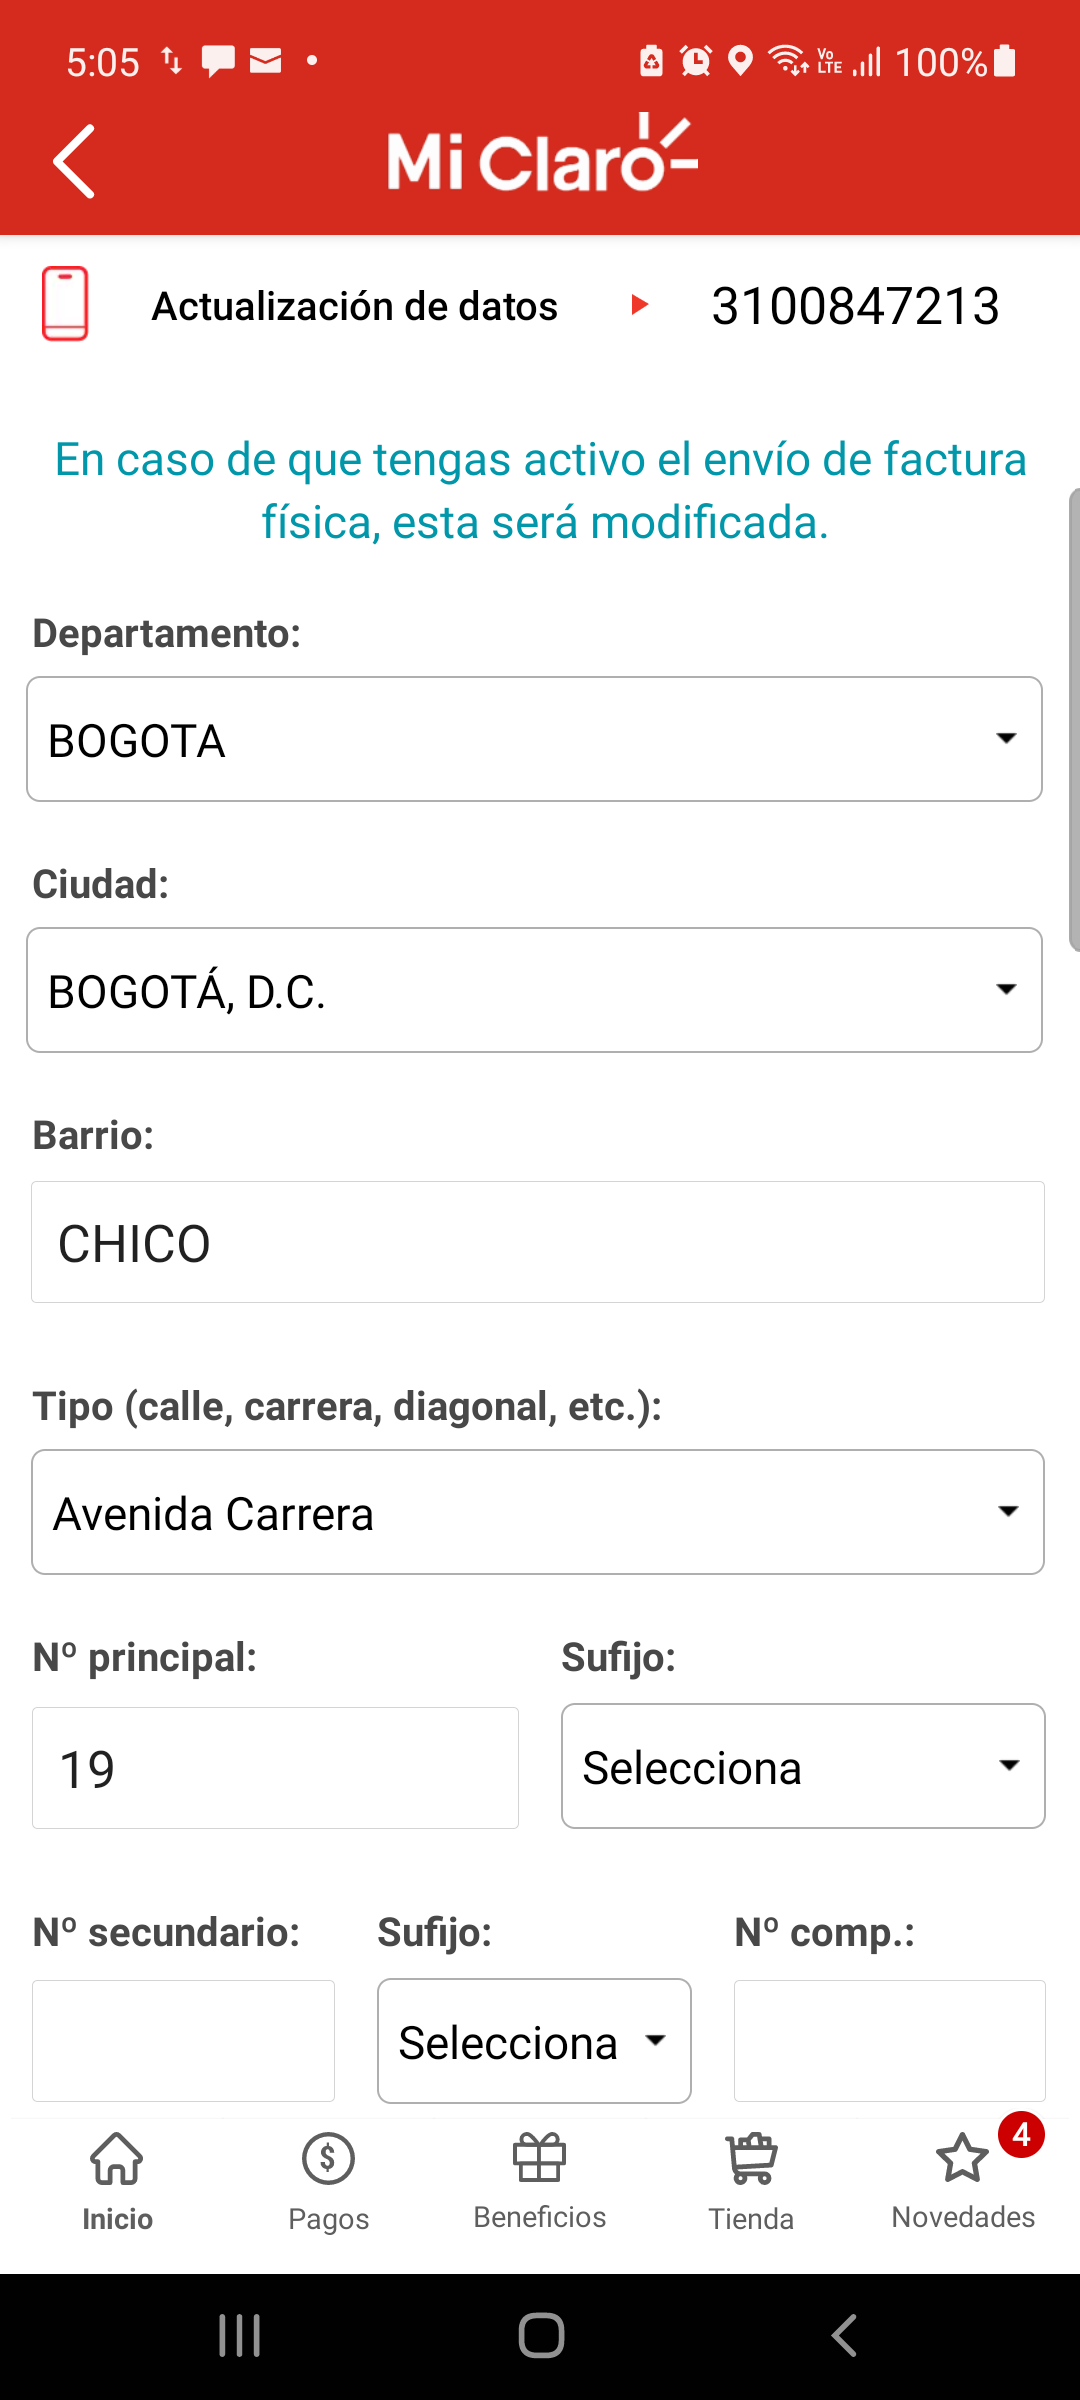 5:05 Vo LTE 100%
Mi Claro
Actualización de datos 3100847213
En caso de que tengas activo el envío de factura
física, esta será modificada.
Departamento:
BOGOTA
Ciudad:
BOGOTÁ, D.C.
Barrio:
CHICO
Tipo (calle, carrera, diagonal, etc.):
Avenida Carrera
Nº principal: Sufijo:
19 Selecciona
Nº secundario: Sufijo: Nº comp.:
Selecciona
4
Inicio Pagos Beneficios Tienda Novedades